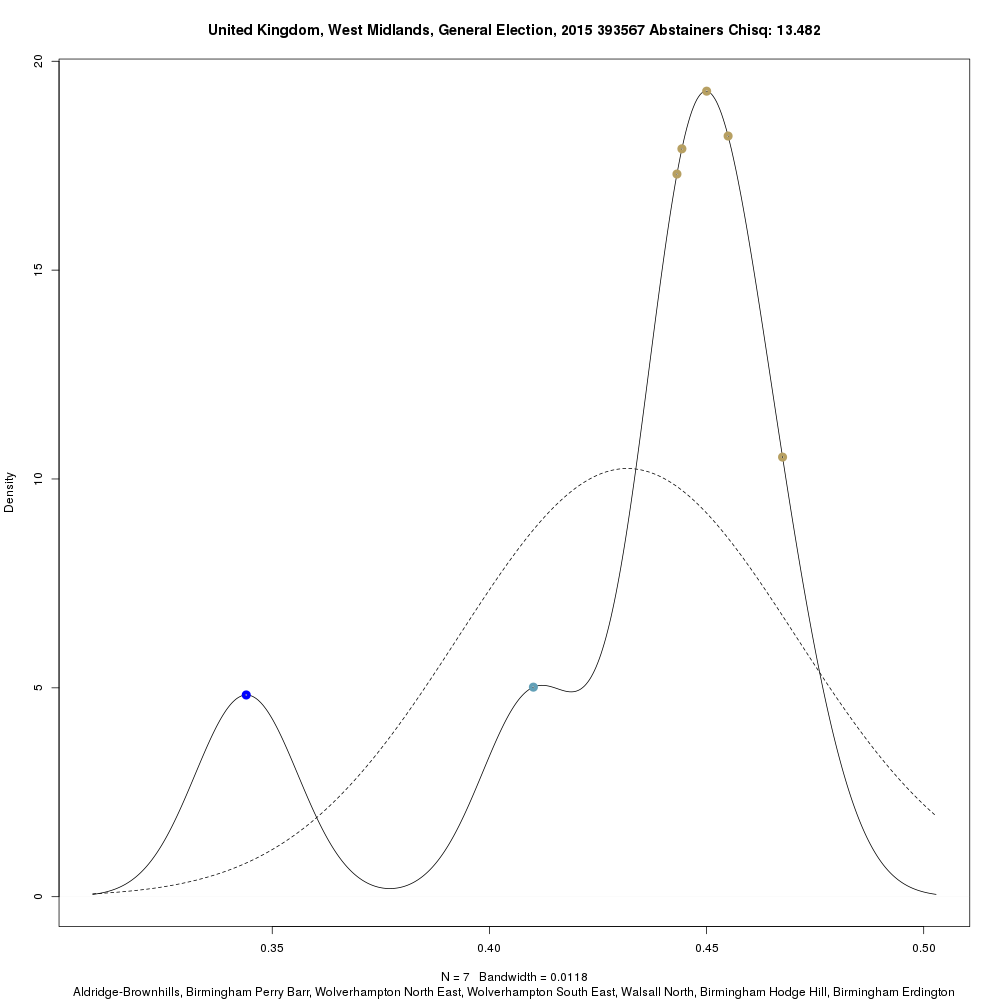 United Kingdom, West Midlands, General Election, 2015 393567 Abstainers Chisq: 13.482
20
15
10
5
0
Density
0.35 0.40 0.45 0.50
N = 7 Bandwidth = 0.0118
Aldridge-Brownhills, Birmingham Perry Barr, Wolverhampton North East, Wolverhampton South East, Walsall North, Birmingham Hodge Hill, Birmingham Erdington